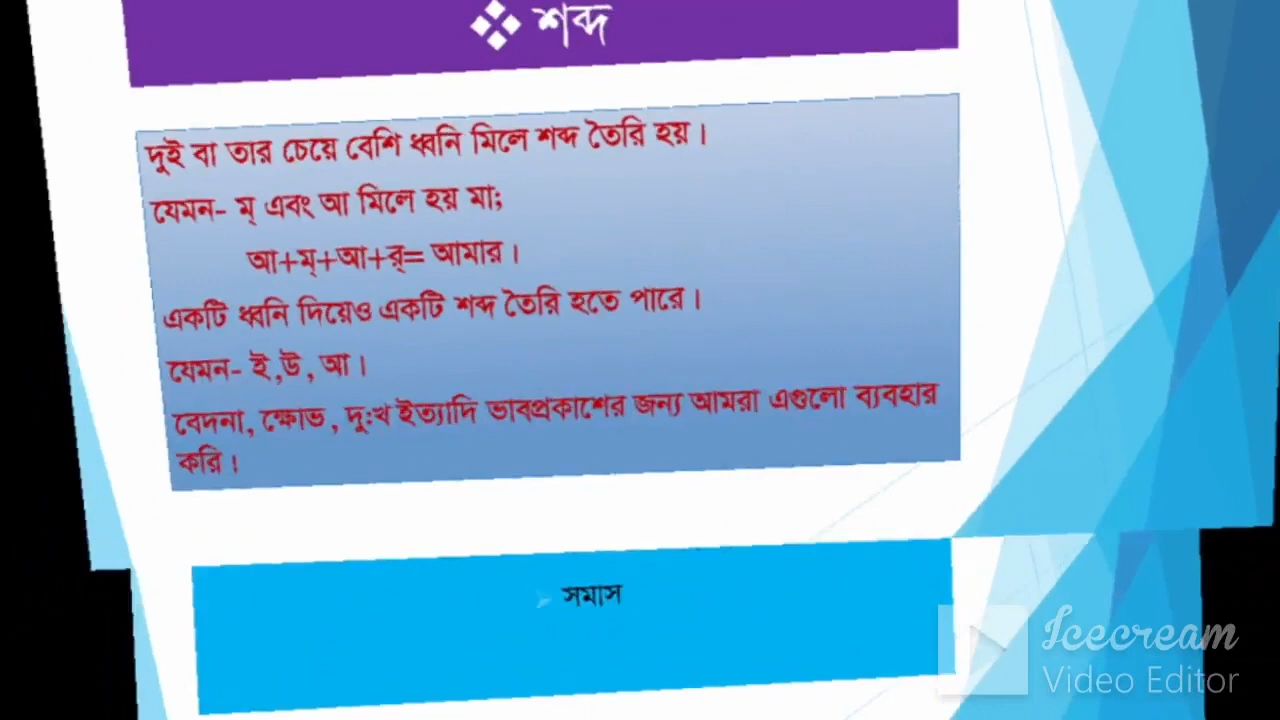 ❖ শব্দ
দুই বা তার চেয়ে বেশি ধ্বনি মিলে শব্দ তৈরি হয়।
যেমন- ম্ এবং আ মিলে হয় মা;
আ+ম্+আ+র্= আমার।
একটি ধ্বনি দিয়েও একটি শব্দ তৈরি হতে পারে।
যেমন- ই ,উ , আ।
বেদনা, ক্ষোভ , দু:খ ইত্যাদি ভাবপ্রকাশের জন্য আমরা এগুলো ব্যবহার
করি।
সমাস
Icecream
Video Editor